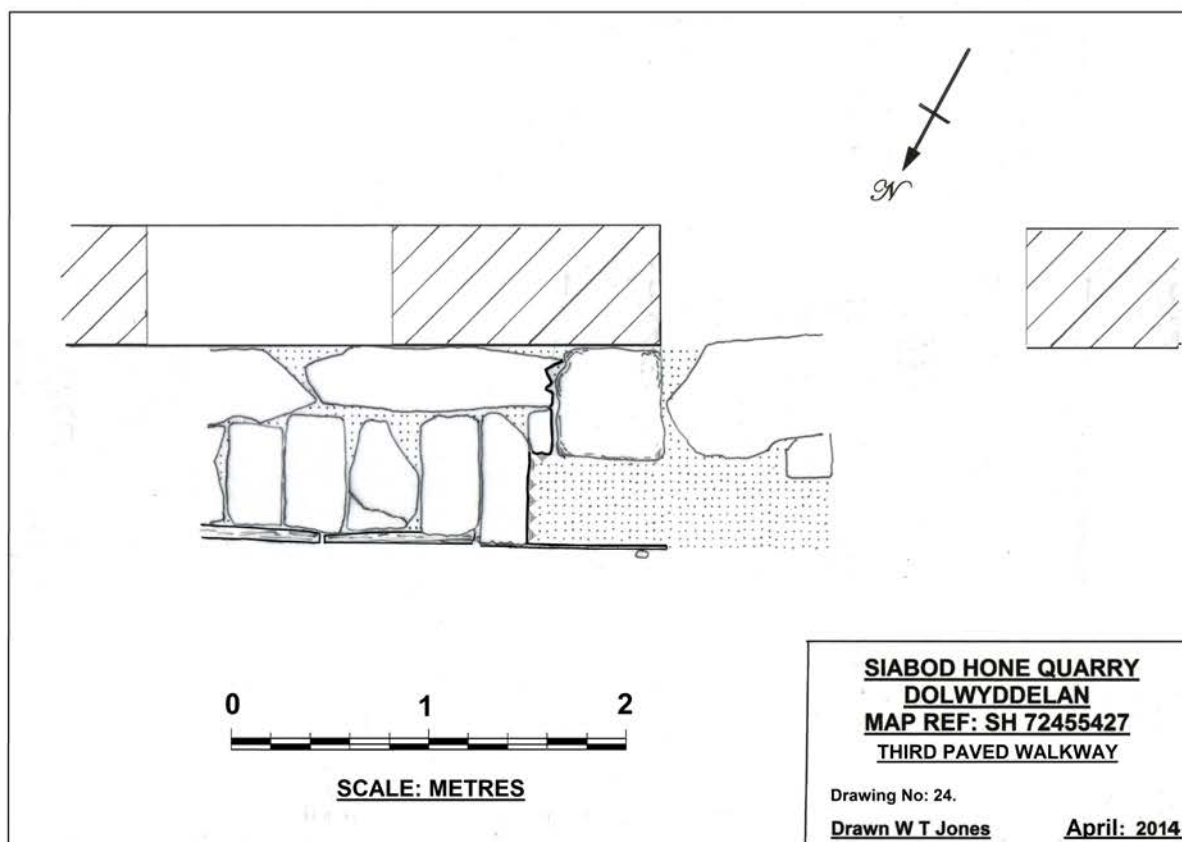 N
0 1 2
SCALE: METRES
SIABOD HONE QUARRY
DOLWYDDELAN
MAP REF: SH 72455427
THIRD PAVED WALKWAY
Drawing No: 24.
Drawn W T Jones April: 2014